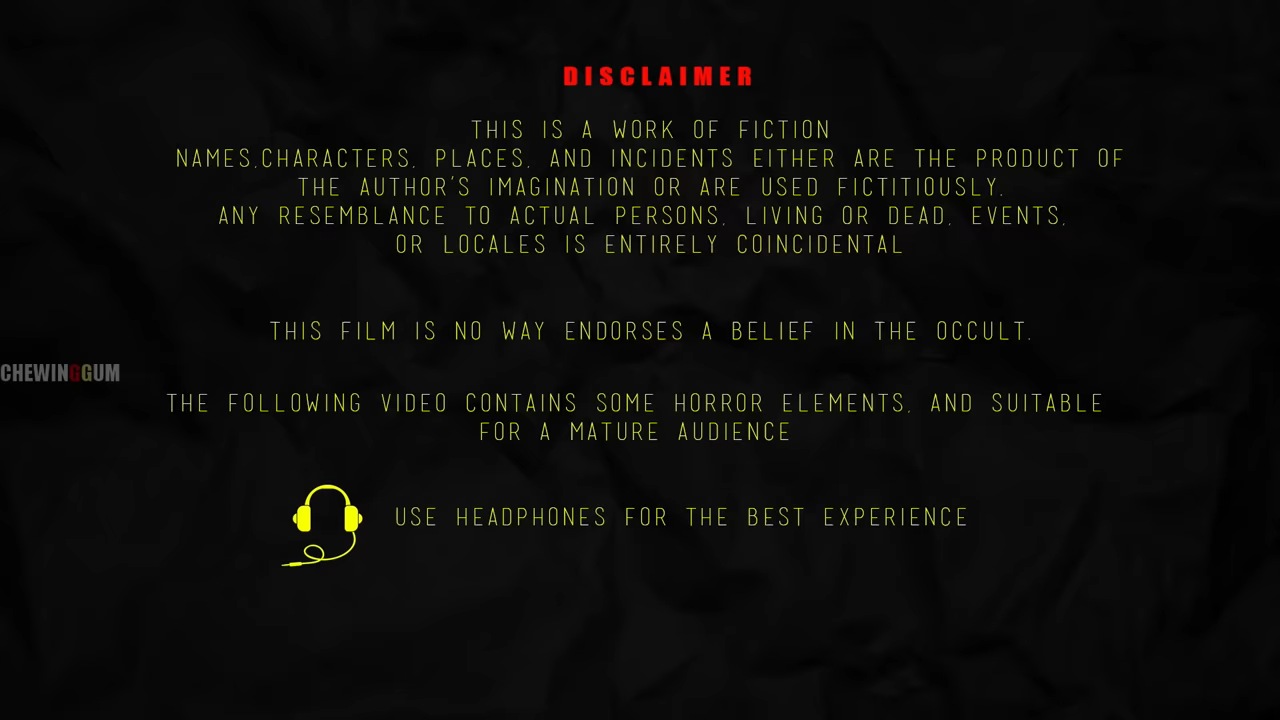 DISCLAIMER
THIS IS A WORK OF FICTION
NAMES,CHARACTERS, PLACES, AND INCIDENTS EITHER ARE THE PRODUCT OF
THE AUTHOR'S IMAGINATION OR ARE USED FICTITIOUSLY.
ANY RESEMBLANCE TO ACTUAL PERSONS, LIVING OR DEAD, EVENTS,
OR LOCALES IS ENTIRELY COINCIDENTAL
THIS FILM IS NO WAY ENDORSES A BELIEF IN THE OCCULT.
CHEWINGGUM
THE FOLLOWING VIDEO CONTAINS SOME HORROR ELEMENTS, AND SUITABLE
FOR A MATURE AUDIENCE
USE HEADPHONES FOR THE BEST EXPERIENCE